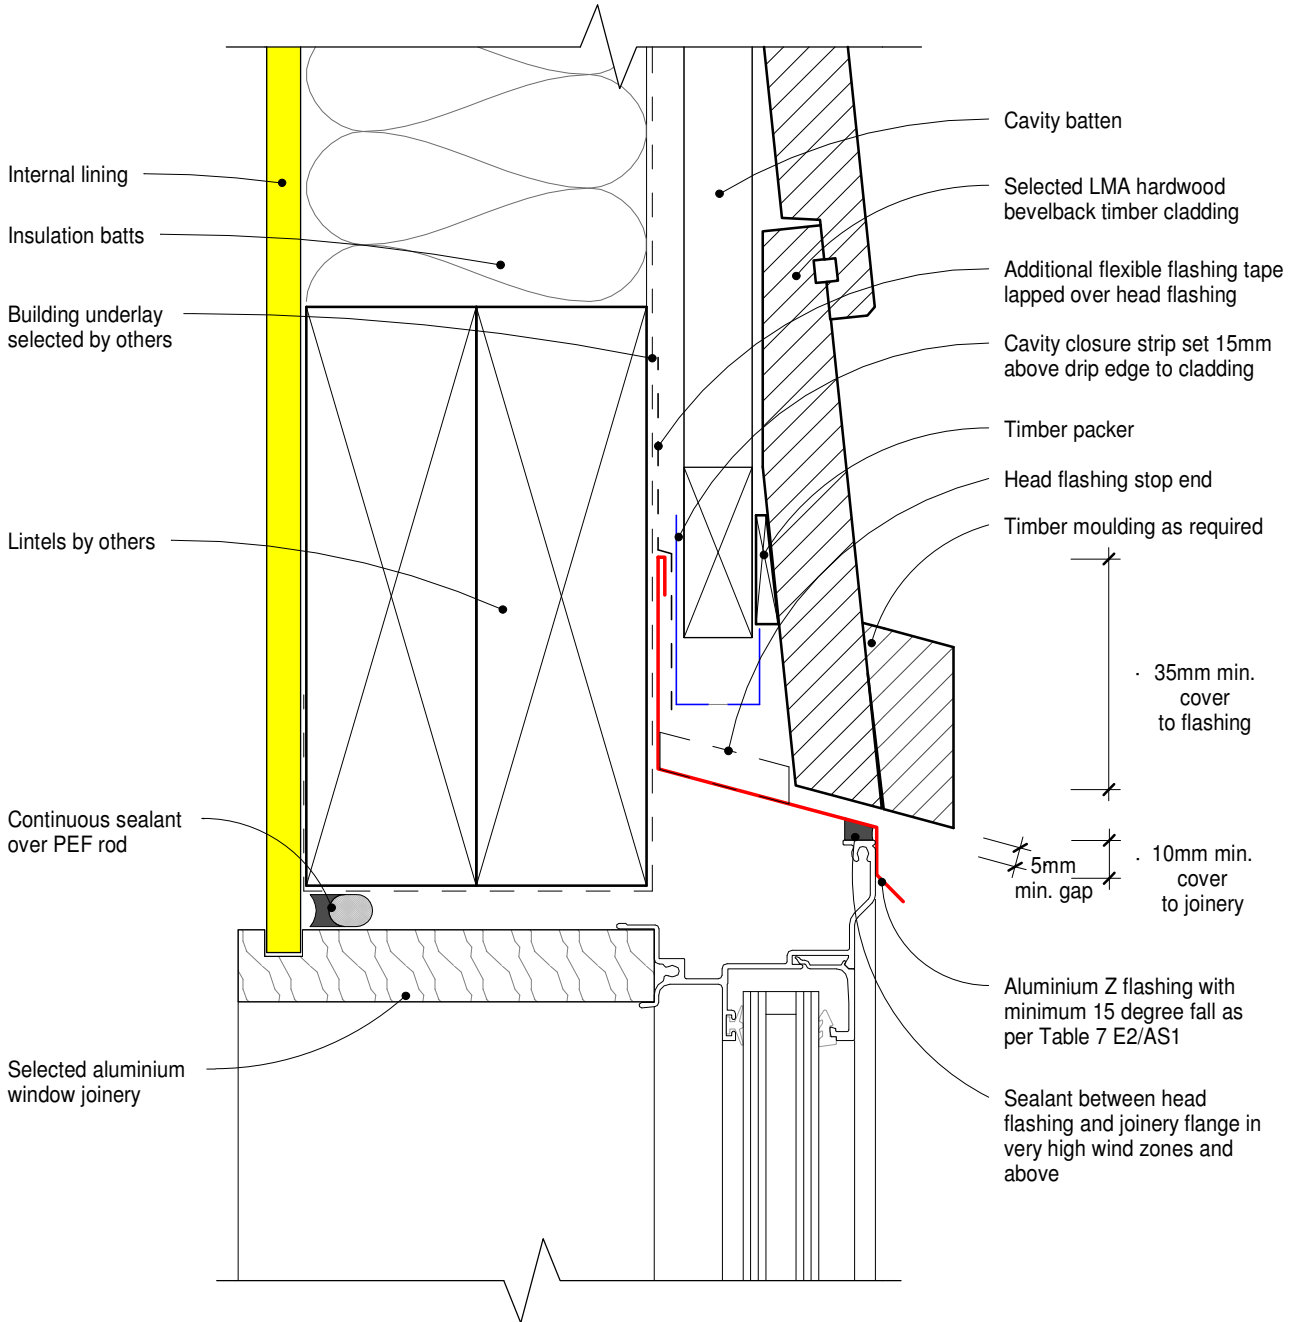 Internal lining
Insulation batts
Building underlay
selected by others
Lintels by others
Continuous sealant
over PEF rod
Selected aluminium
window joinery
Cavity batten
Selected LMA hardwood
bevelback timber cladding
Additional flexible flashing tape
lapped over head flashing
Cavity closure strip set 15mm
above drip edge to cladding
Timber packer
Head flashing stop end
Timber moulding as required
35mm min.
cover
to flashing
5mm
min. gap
10mm min.
cover
to joinery
Aluminium Z flashing with
minimum 15 degree fall as
per Table 7 E2/AS1
Sealant between head
flashing and joinery flange in
very high wind zones and
above